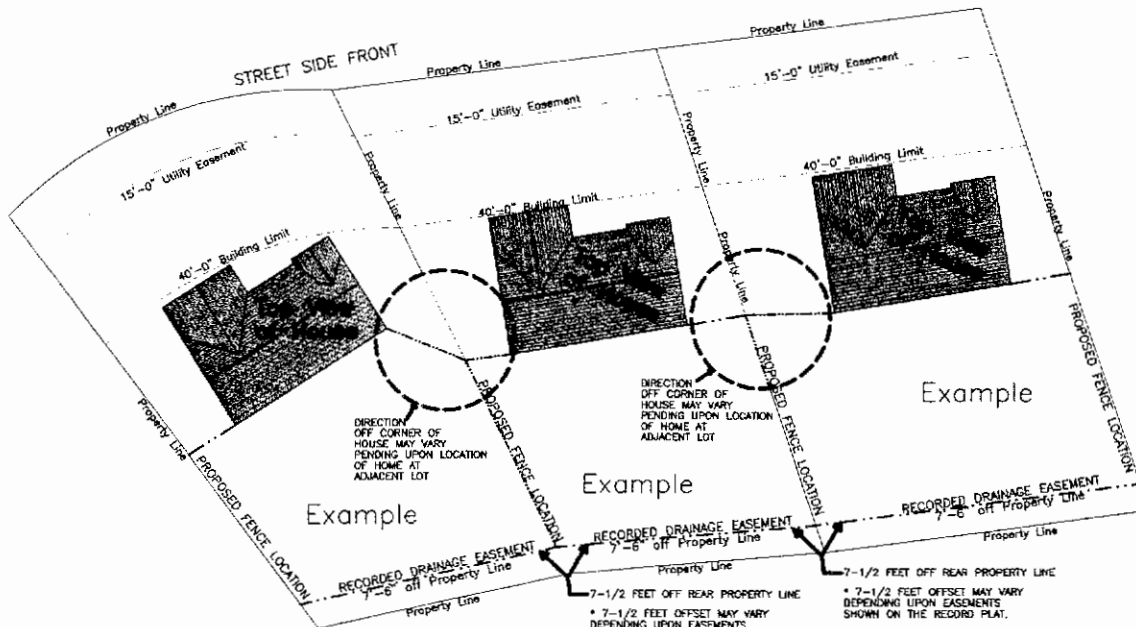 STREET SIDE FRONT
Property Line
Property Line
Property Line
15'-0" Utility Easement
15'-0" Utility Easement
15'-0" Utility Easement
Property Line
Property Line
Property Line
40'-0" Building Limit
40'-0" Building Limit
40'-0" Building Limit
Top View
of House
Property Line
Property Line
DIRECTION
OFF CORNER OF
HOUSE MAY VARY
PENDING UPON LOCATION
OF HOME AT
ADJACENT LOT
DIRECTION
OFF CORNER OF
HOUSE MAY VARY
PENDING UPON LOCATION
OF HOME AT
ADJACENT LOT
PROPOSED FENCE LOCATION
PROPOSED FENCE LOCATION
PROPOSED FENCE LOCATION
PROPOSED FENCE LOCATION
Example
Example
Example
RECORDED DRAINAGE EASEMENT
7'-6" off Property Line
Property Line
RECORDED DRAINAGE EASEMENT
7'-6" off Property Line
Property Line
RECORDED DRAINAGE EASEMENT
7'-6" off Property Line
Property Line
7-1/2 FEET OFF REAR PROPERTY LINE
* 7-1/2 FEET OFFSET MAY VARY
DEPENDING UPON EASEMENTS
7-1/2 FEET OFF REAR PROPERTY LINE
* 7-1/2 FEET OFFSET MAY VARY
DEPENDING UPON EASEMENTS
SHOWN ON THE RECORD PLAT.